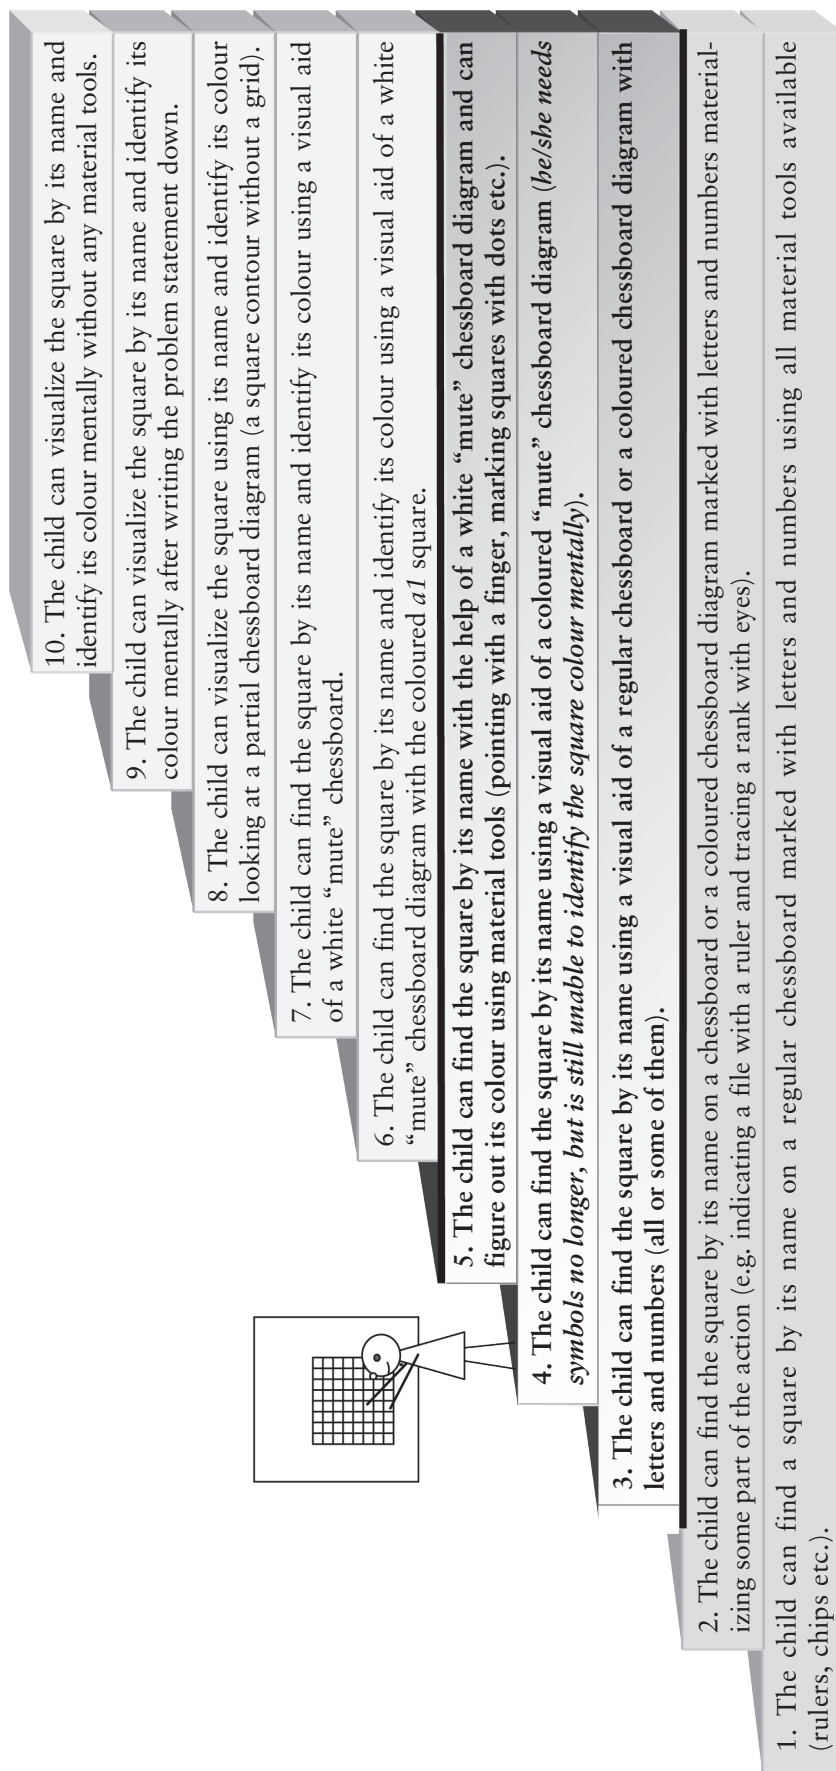 10. The child can visualize the square by its name and
identify its colour mentally without any material tools.
9. The child can visualize the square by its name and identify its
colour mentally after writing the problem statement down.
8. The child can visualize the square using its name and identify its colour
looking at a partial chessboard diagram (a square contour without a grid).
7. The child can find the square by its name and identify its colour using a visual aid
of a white “mute” chessboard.
6. The child can find the square by its name and identify its colour using a visual aid of a white
“mute” chessboard diagram with the coloured a1 square.
5. The child can find the square by its name with the help of a white “mute” chessboard diagram and can
figure out its colour using material tools (pointing with a finger, marking squares with dots etc.).
4. The child can find the square by its name using a visual aid of a coloured “mute” chessboard diagram (he/she needs
symbols no longer, but is still unable to identify the square colour mentally).
3. The child can find the square by its name using a visual aid of a regular chessboard or a coloured chessboard diagram with
letters and numbers (all or some of them).
2. The child can find the square by its name on a chessboard or a coloured chessboard diagram marked with letters and numbers material-
izing some part of the action (e.g. indicating a file with a ruler and tracing a rank with eyes).
1. The child can find a square by its name on a regular chessboard marked with letters and numbers using all material tools available
(rulers, chips etc.).